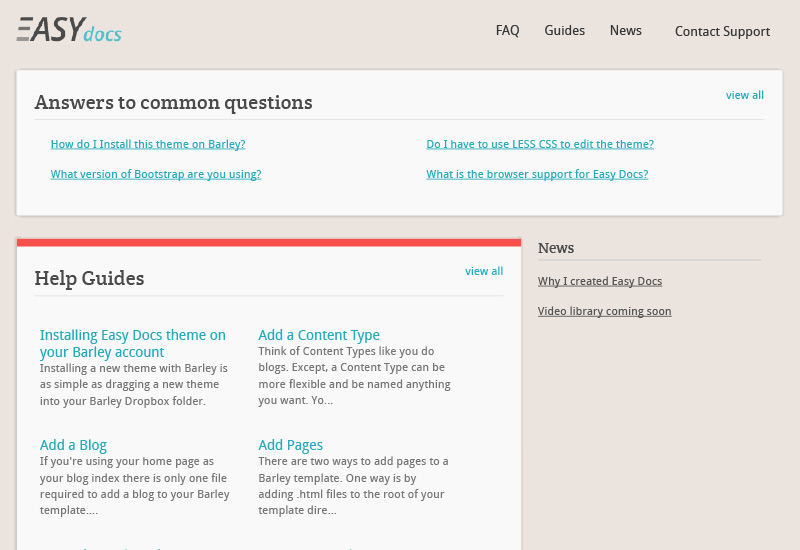 EASYdocs
FAQ Guides News Contact Support
Answers to common questions
view all
How do I Install this theme on Barley?
Do I have to use LESS CSS to edit the theme?
What version of Bootstrap are you using?
What is the browser support for Easy Docs?
Help Guides
view all
Installing Easy Docs theme on
your Barley account
Installing a new theme with Barley is
as simple as dragging a new theme
into your Barley Dropbox folder.
Add a Content Type
Think of Content Types like you do
blogs. Except, a Content Type can be
more flexible and be named anything
you want. Yo...
Add a Blog
If you're using your home page as
your blog index there is only one file
required to add a blog to your Barley
template....
Add Pages
There are two ways to add pages to a
Barley template. One way is by
adding .html files to the root of your
template dire...
News
Why I created Easy Docs
Video library coming soon